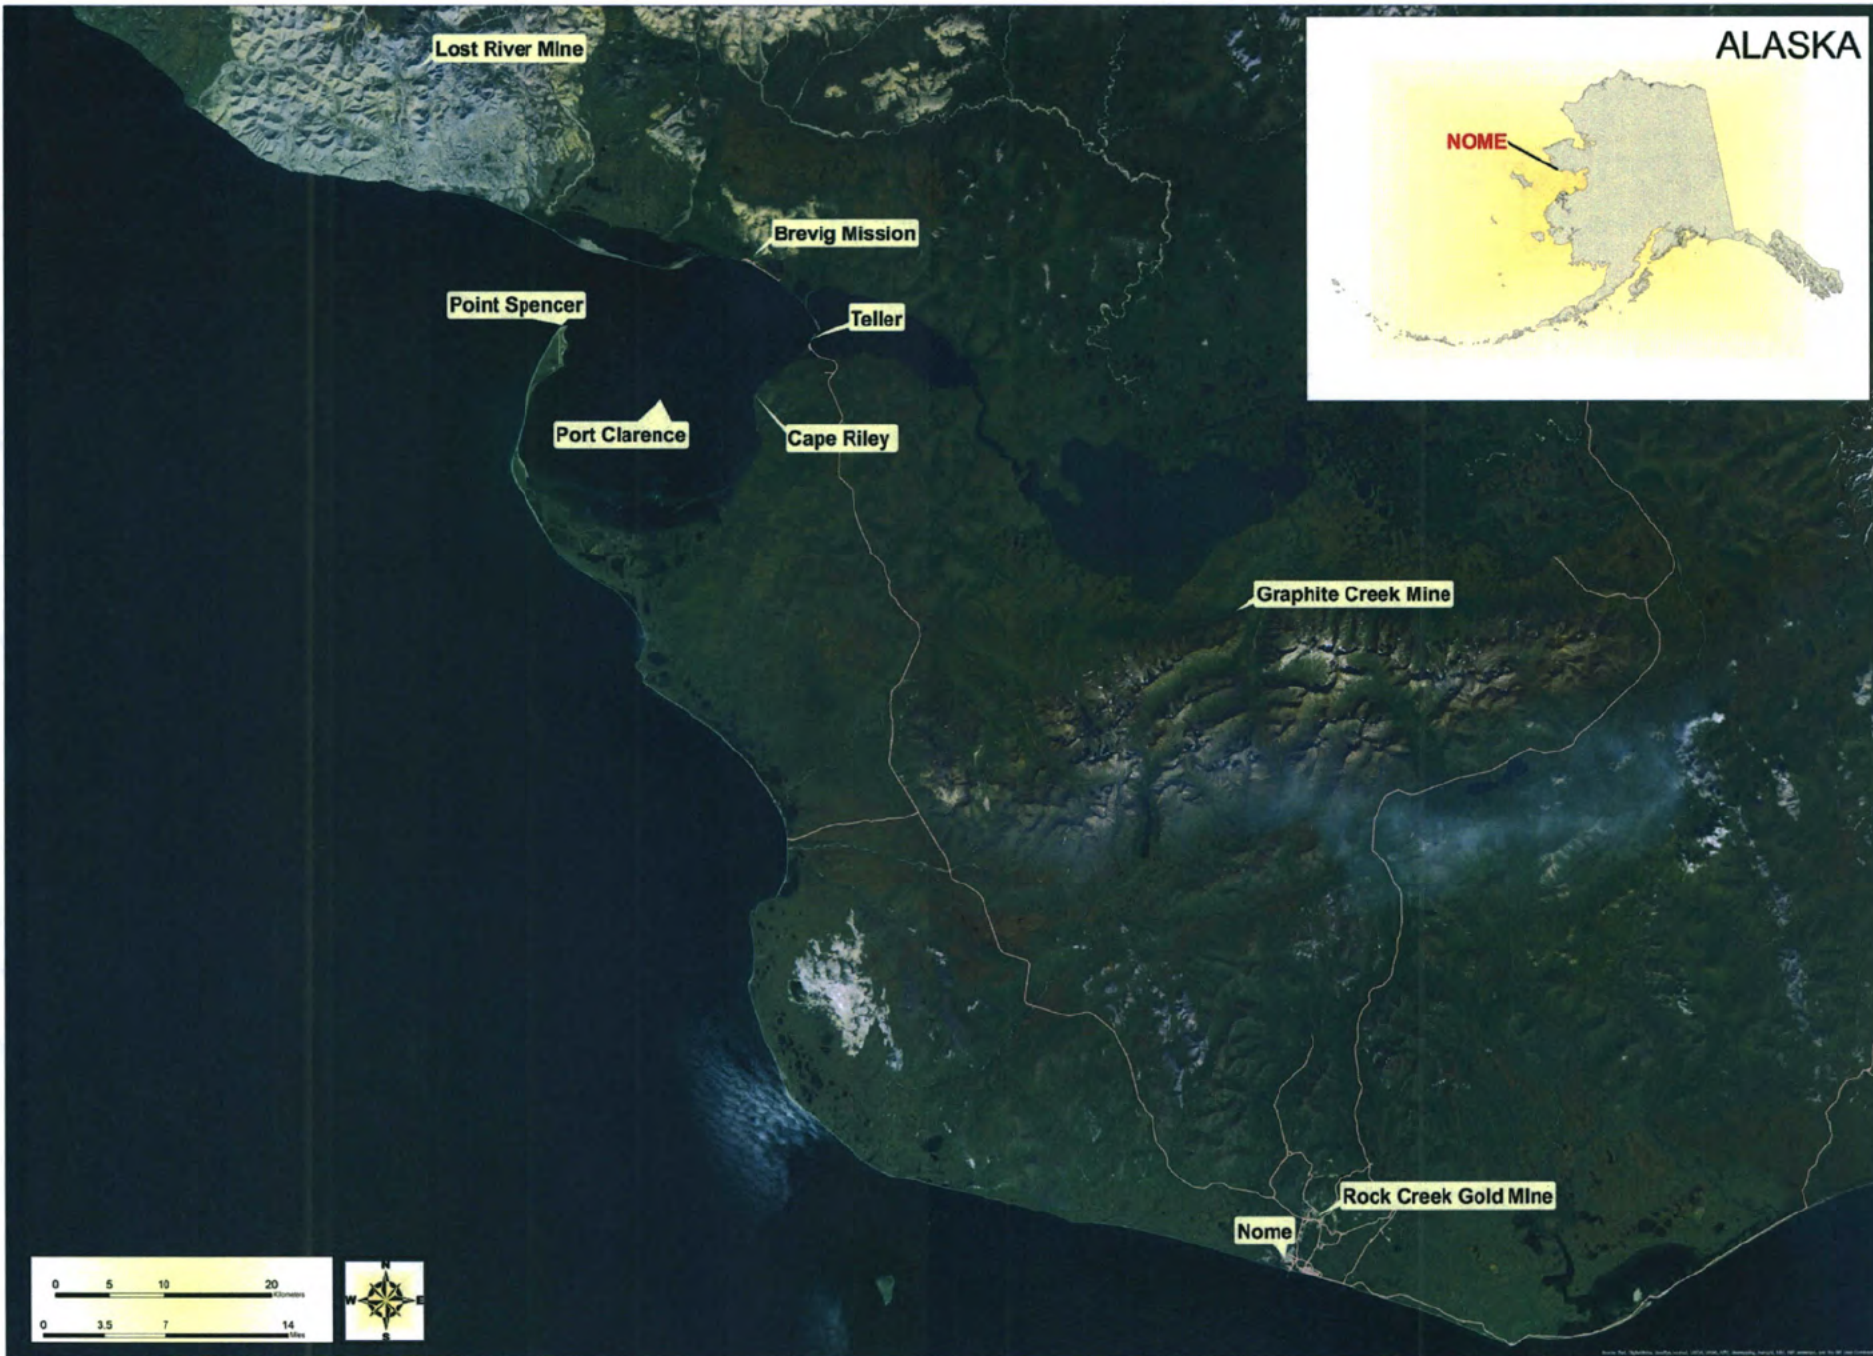 ALASKA
Lost River Mine
NOME
Brevig Mission
Point Spencer
Teller
Port Clarence
Cape Riley
Graphite Creek Mine
Rock Creek Gold Mine
Nome
0 5 10 20
Kilometers
0 3.5 7 14
Miles
N
W E
S